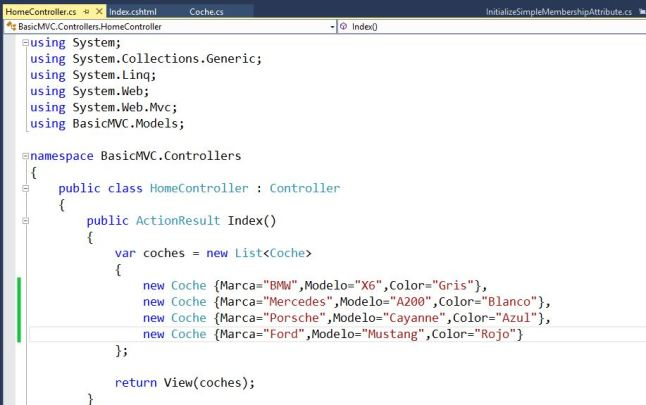 HomeController.cs Index.cshtml Coche.cs InitializeSimpleMembershipAttribute.cs
BasicMVC.Controllers.HomeController Index()
using System;
using System.Collections.Generic;
using System.Linq;
using System.Web;
using System.Web.Mvc;
using BasicMVC.Models;
namespace BasicMVC.Controllers
{
public class HomeController : Controller
{
public ActionResult Index()
{
var coches = new List<Coche>
{
new Coche {Marca="BMW",Modelo="X6",Color="Gris"},
new Coche {Marca="Mercedes",Modelo="A200",Color="Blanco"},
new Coche {Marca="Porsche",Modelo="Cayanne",Color="Azul"},
new Coche {Marca="Ford",Modelo="Mustang",Color="Rojo"}
};
return View(coches);
}